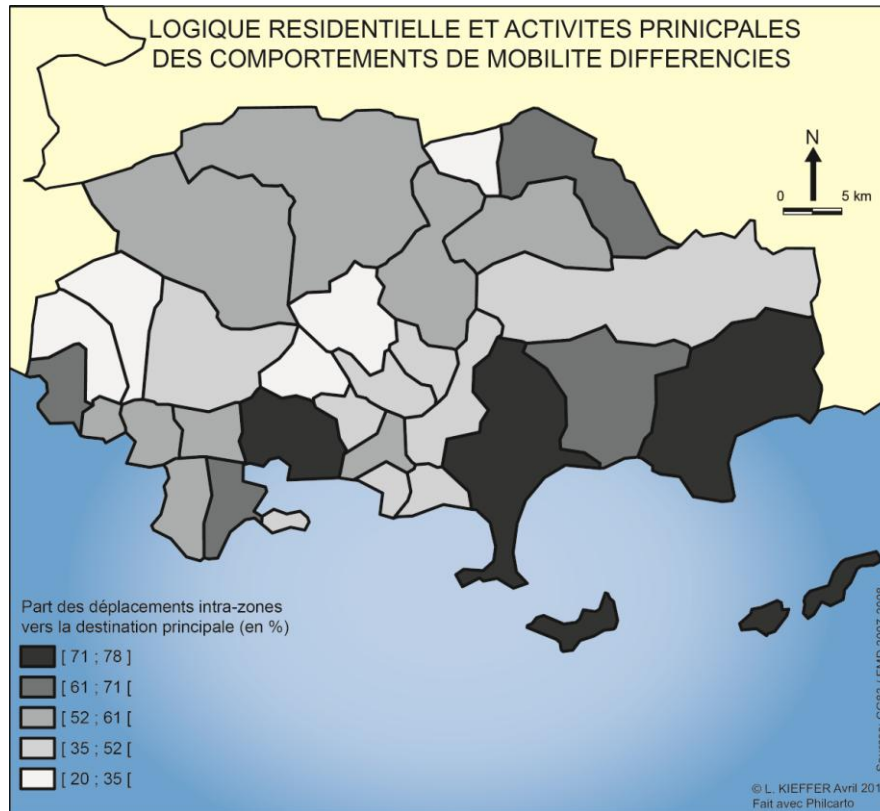 LOGIQUE RESIDENTIELLE ET ACTIVITES PRINICPALES
DES COMPORTEMENTS DE MOBILITE DIFFERENCIES
N
0 5 km
Part des déplacements intra-zones
vers la destination principale (en %)
[ 71 ; 78 ]
[ 61 ; 71 [
[ 52 ; 61 [
[ 35 ; 52 [
[ 20 ; 35 [
© L. KIEFFER Avril 201
Fait avec Philcarto